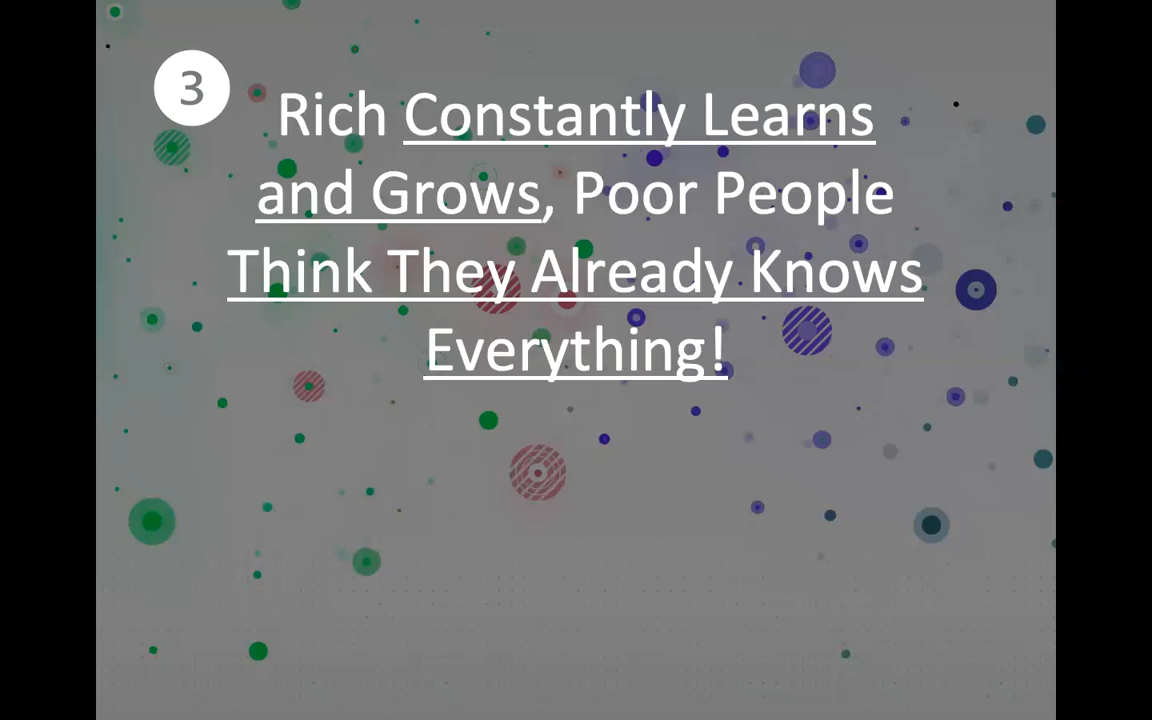 3
Rich Constantly Learns
and Grows, Poor People
Think They Already Knows
Everything!